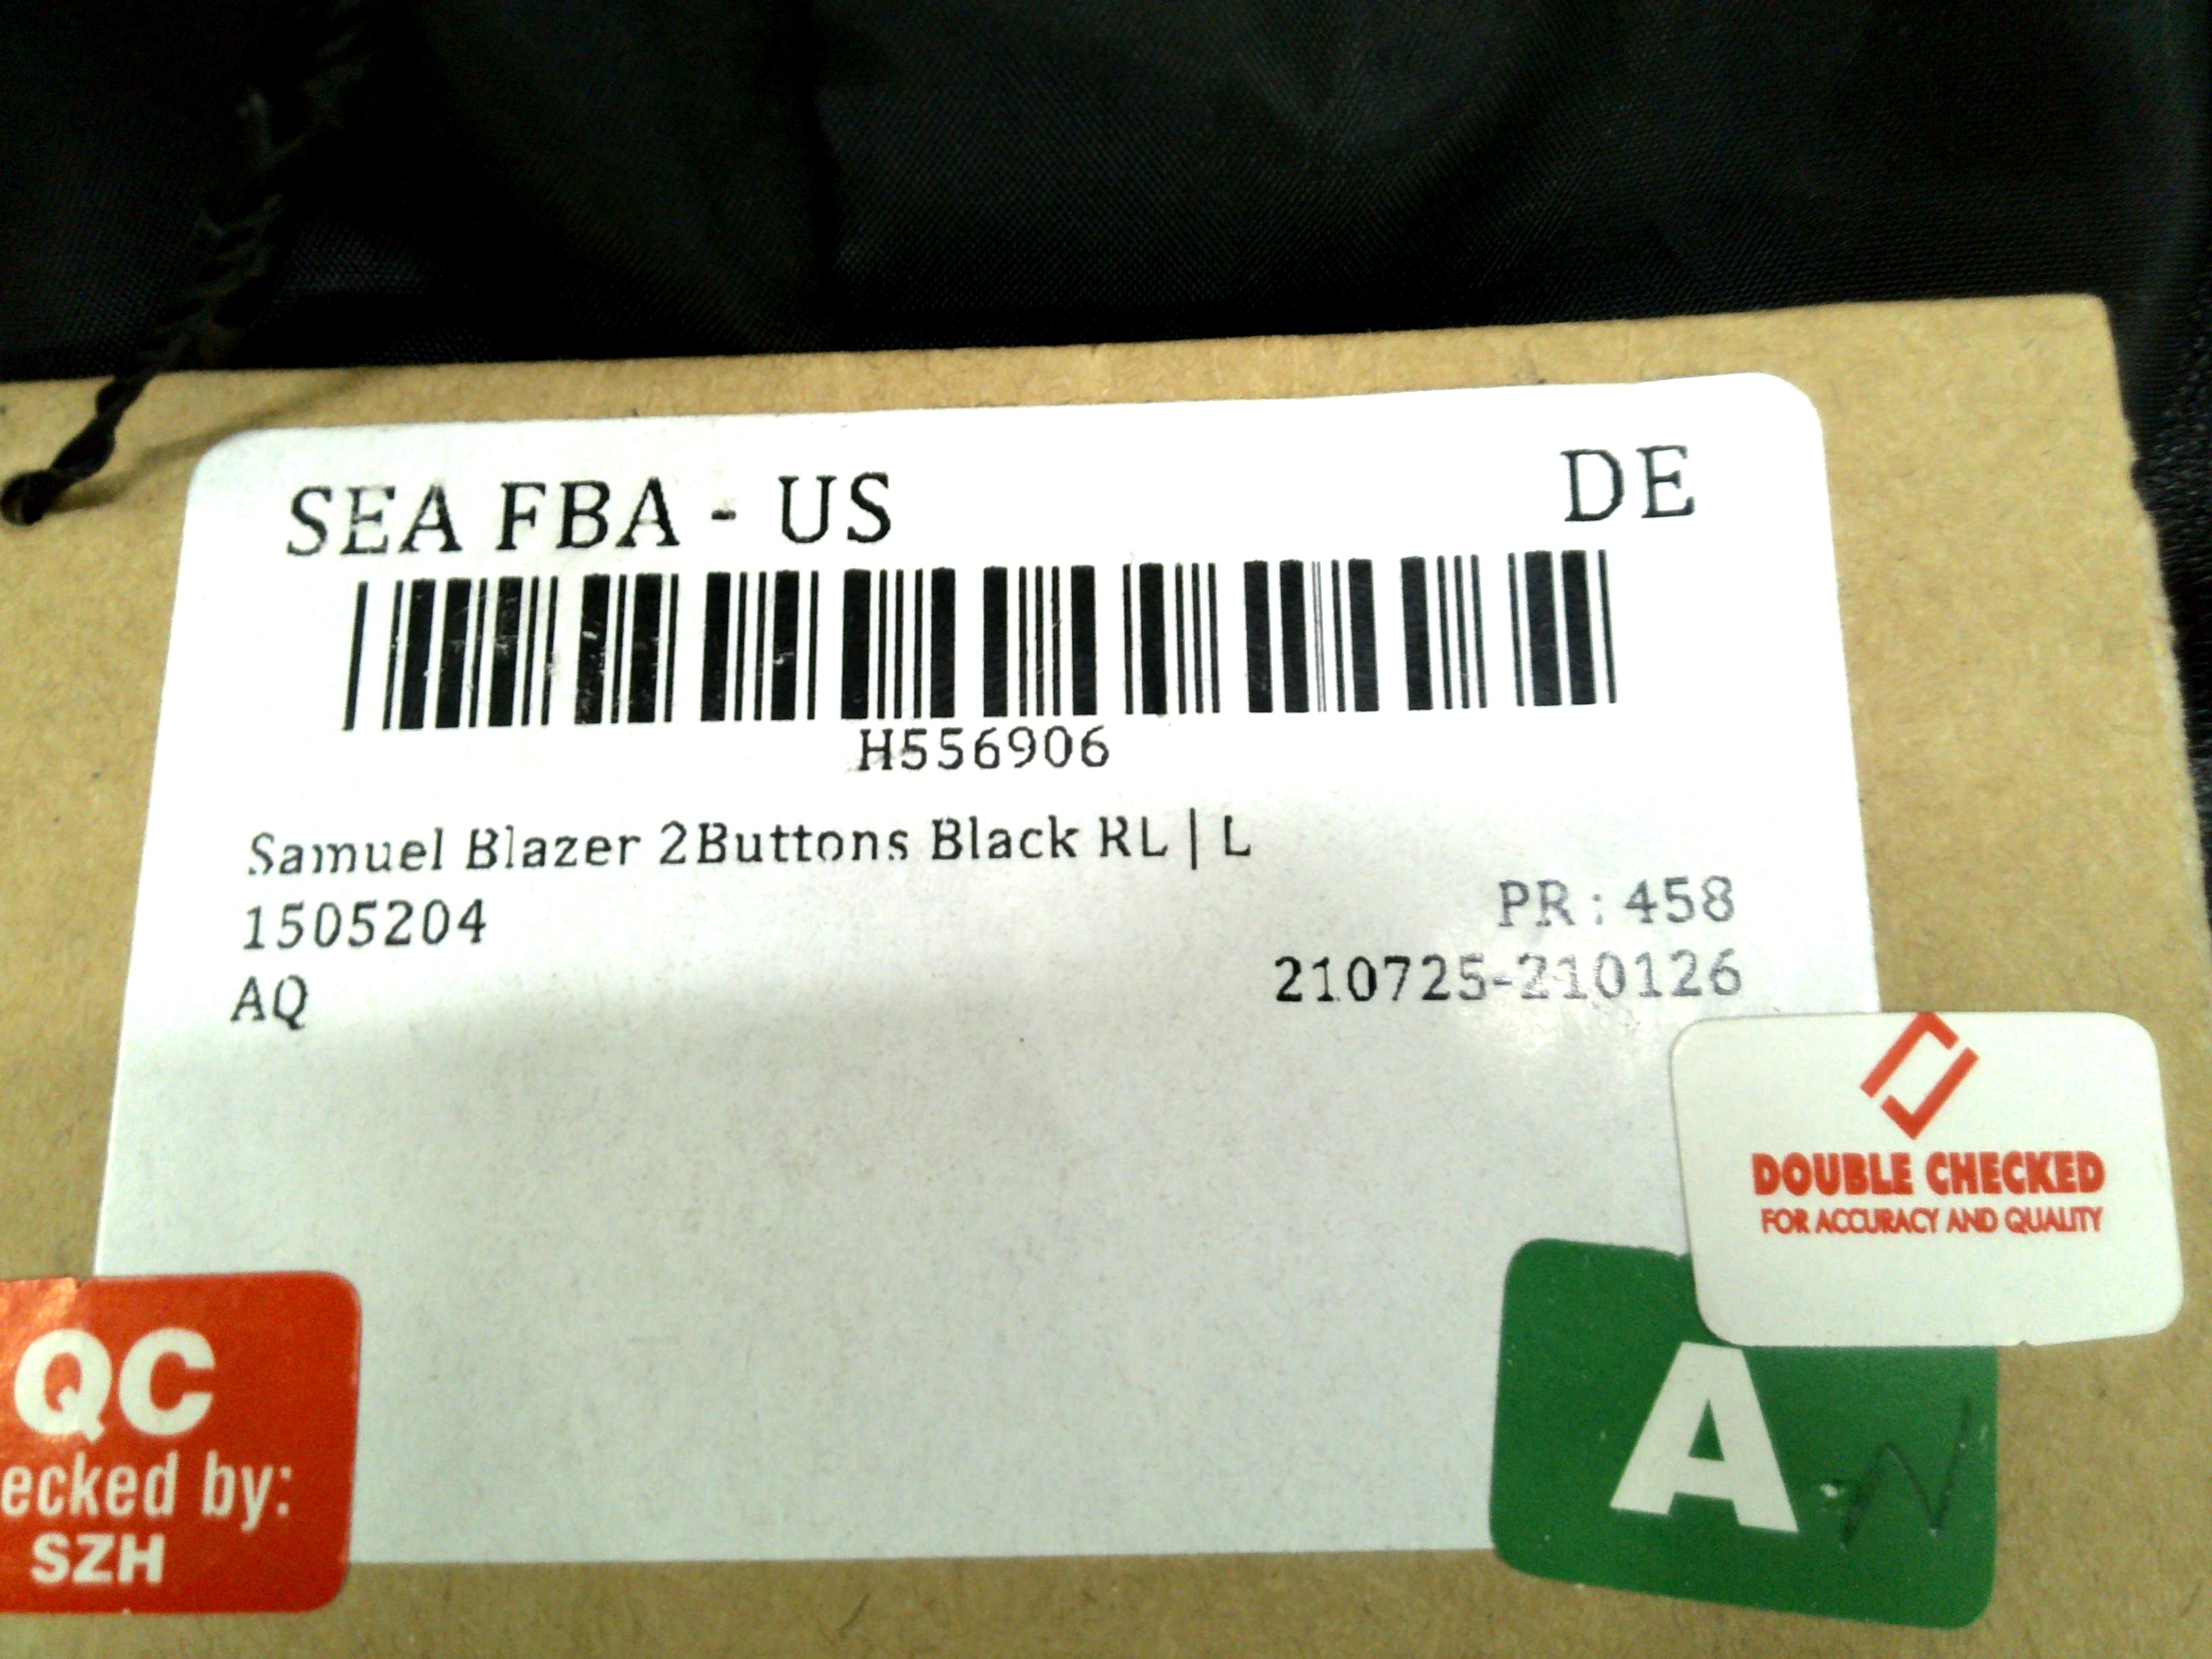 SEA FBA - US DE
H556906
Samuel Blazer 2Buttons Black RL | L
1505204 PR : 458
AQ 210725-210126
DOUBLE CHECKED
FOR ACCURACY AND QUALITY
QC
ecked by:
SZH
A